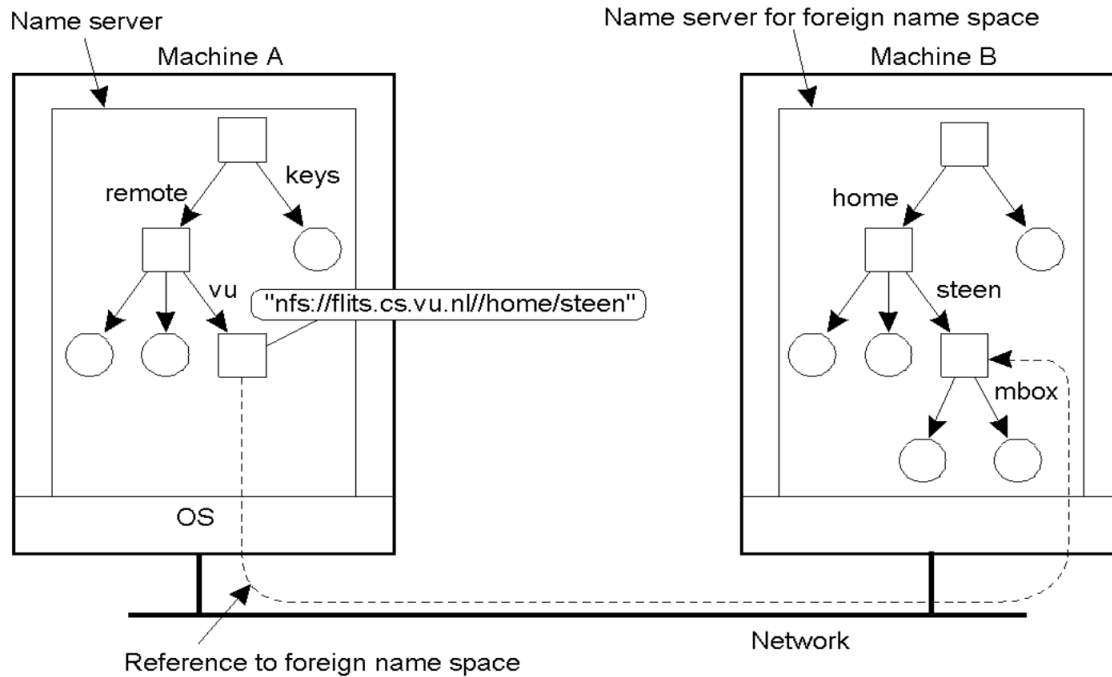 Name server
Name server for foreign name space
Machine A
Machine B
keys
remote
home
vu
"nfs://flits.cs.vu.nl//home/steen"
steen
mbox
OS
Network
Reference to foreign name space